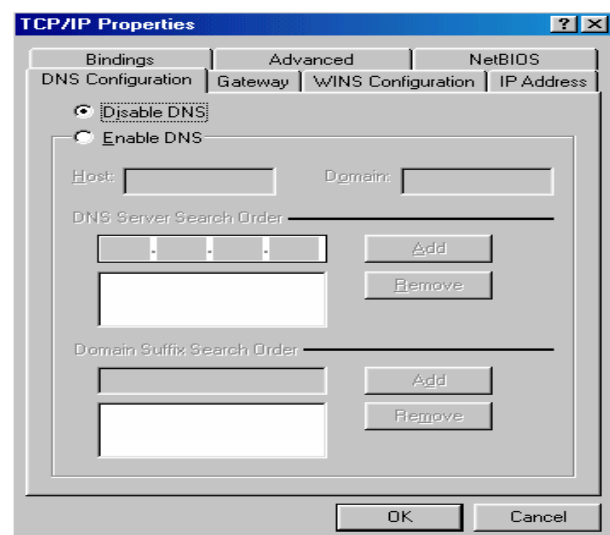 TCP/IP Properties ? X
Bindings Advanced NetBIOS
DNS Configuration Gateway WINS Configuration IP Address
Disable DNS
Enable DNS
Host: Domain:
DNS Server Search Order
. . . Add
Remove
Domain Suffix Search Order
Add
Remove
OK Cancel